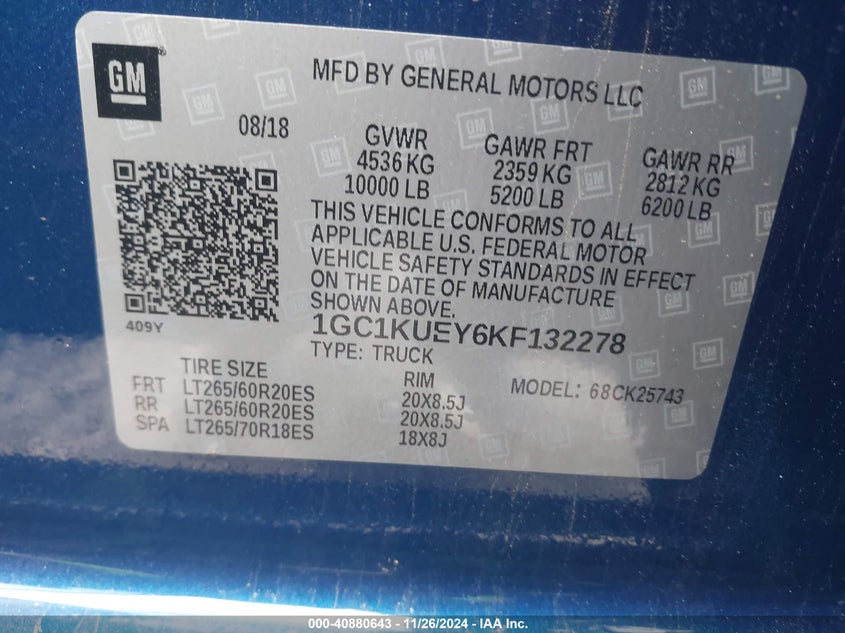 GM
MFD BY GENERAL MOTORS LLC
08/18
GVWR
4536 KG
10000 LB
GAWR FRT
2359 KG
5200 LB
GAWR RR
2812 KG
6200 LB
THIS VEHICLE CONFORMS TO ALL
APPLICABLE U.S. FEDERAL MOTOR
VEHICLE SAFETY STANDARDS IN EFFECT
ON THE DATE OF MANUFACTURE
SHOWN ABOVE.
409Y
1GC1KUEY6KF132278
TYPE: TRUCK
TIRE SIZE
RIM
MODEL: 68CK25743
FRT LT265/60R20ES 20X8.5J
RR LT265/60R20ES 20X8.5J
SPA LT265/70R18ES 18X8J
000-40880643 - 11/26/2024 - IAA Inc.